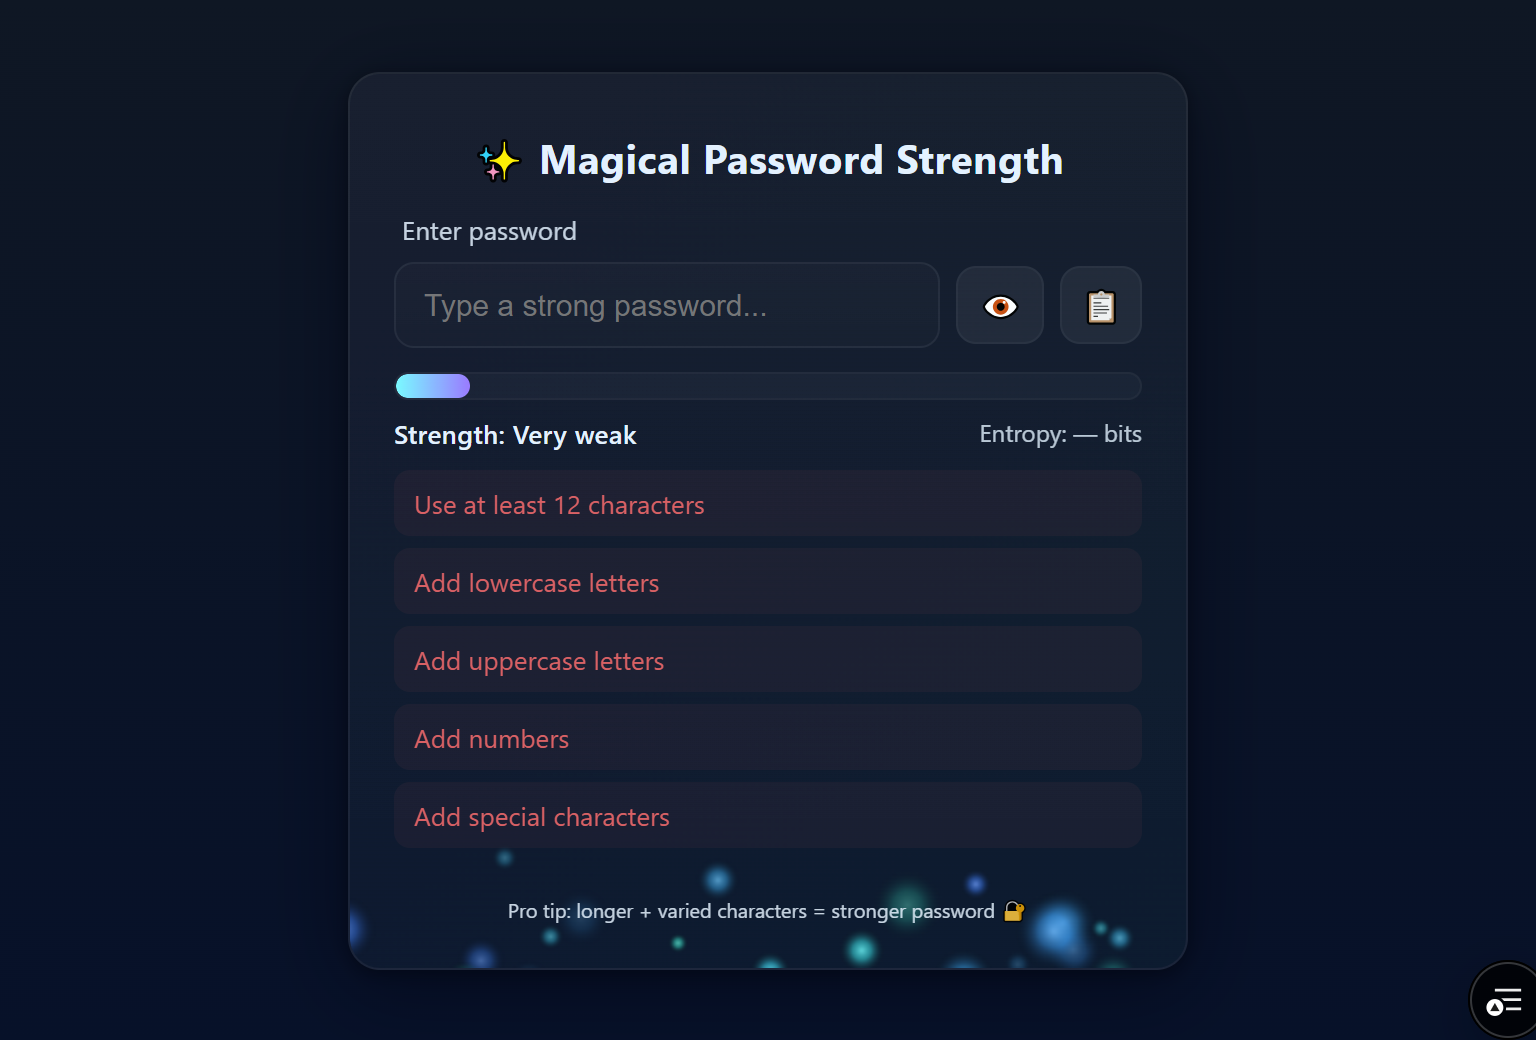 ✨ Magical Password Strength
Enter password
Type a strong password...
Strength: Very weak
Entropy: — bits
Use at least 12 characters
Add lowercase letters
Add uppercase letters
Add numbers
Add special characters
Pro tip: longer + varied characters = stronger password 🔐